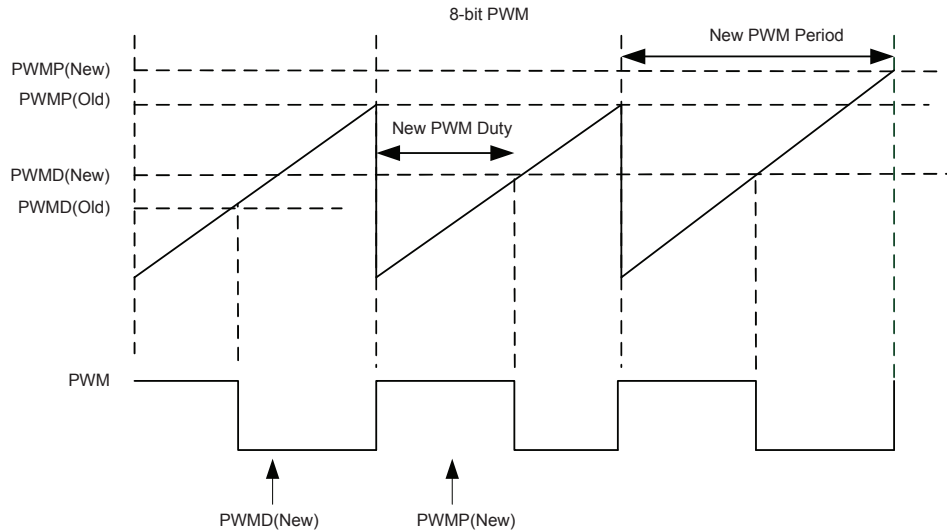 8-bit PWM
New PWM Period
PWMP(New)
PWMP(Old)
New PWM Duty
PWMD(New)
PWMD(Old)
PWM
PWMD(New)
PWMP(New)